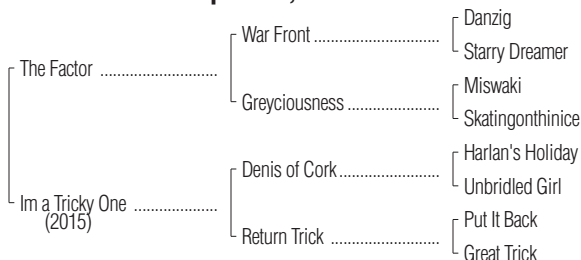 Danzig
War Front
Starry Dreamer
The Factor
Miswaki
Greyciousness
Skatingonthinice
Harlan's Holiday
Denis of Cork
Unbridled Girl
Im a Tricky One
(2015)
Put It Back
Return Trick
Great Trick